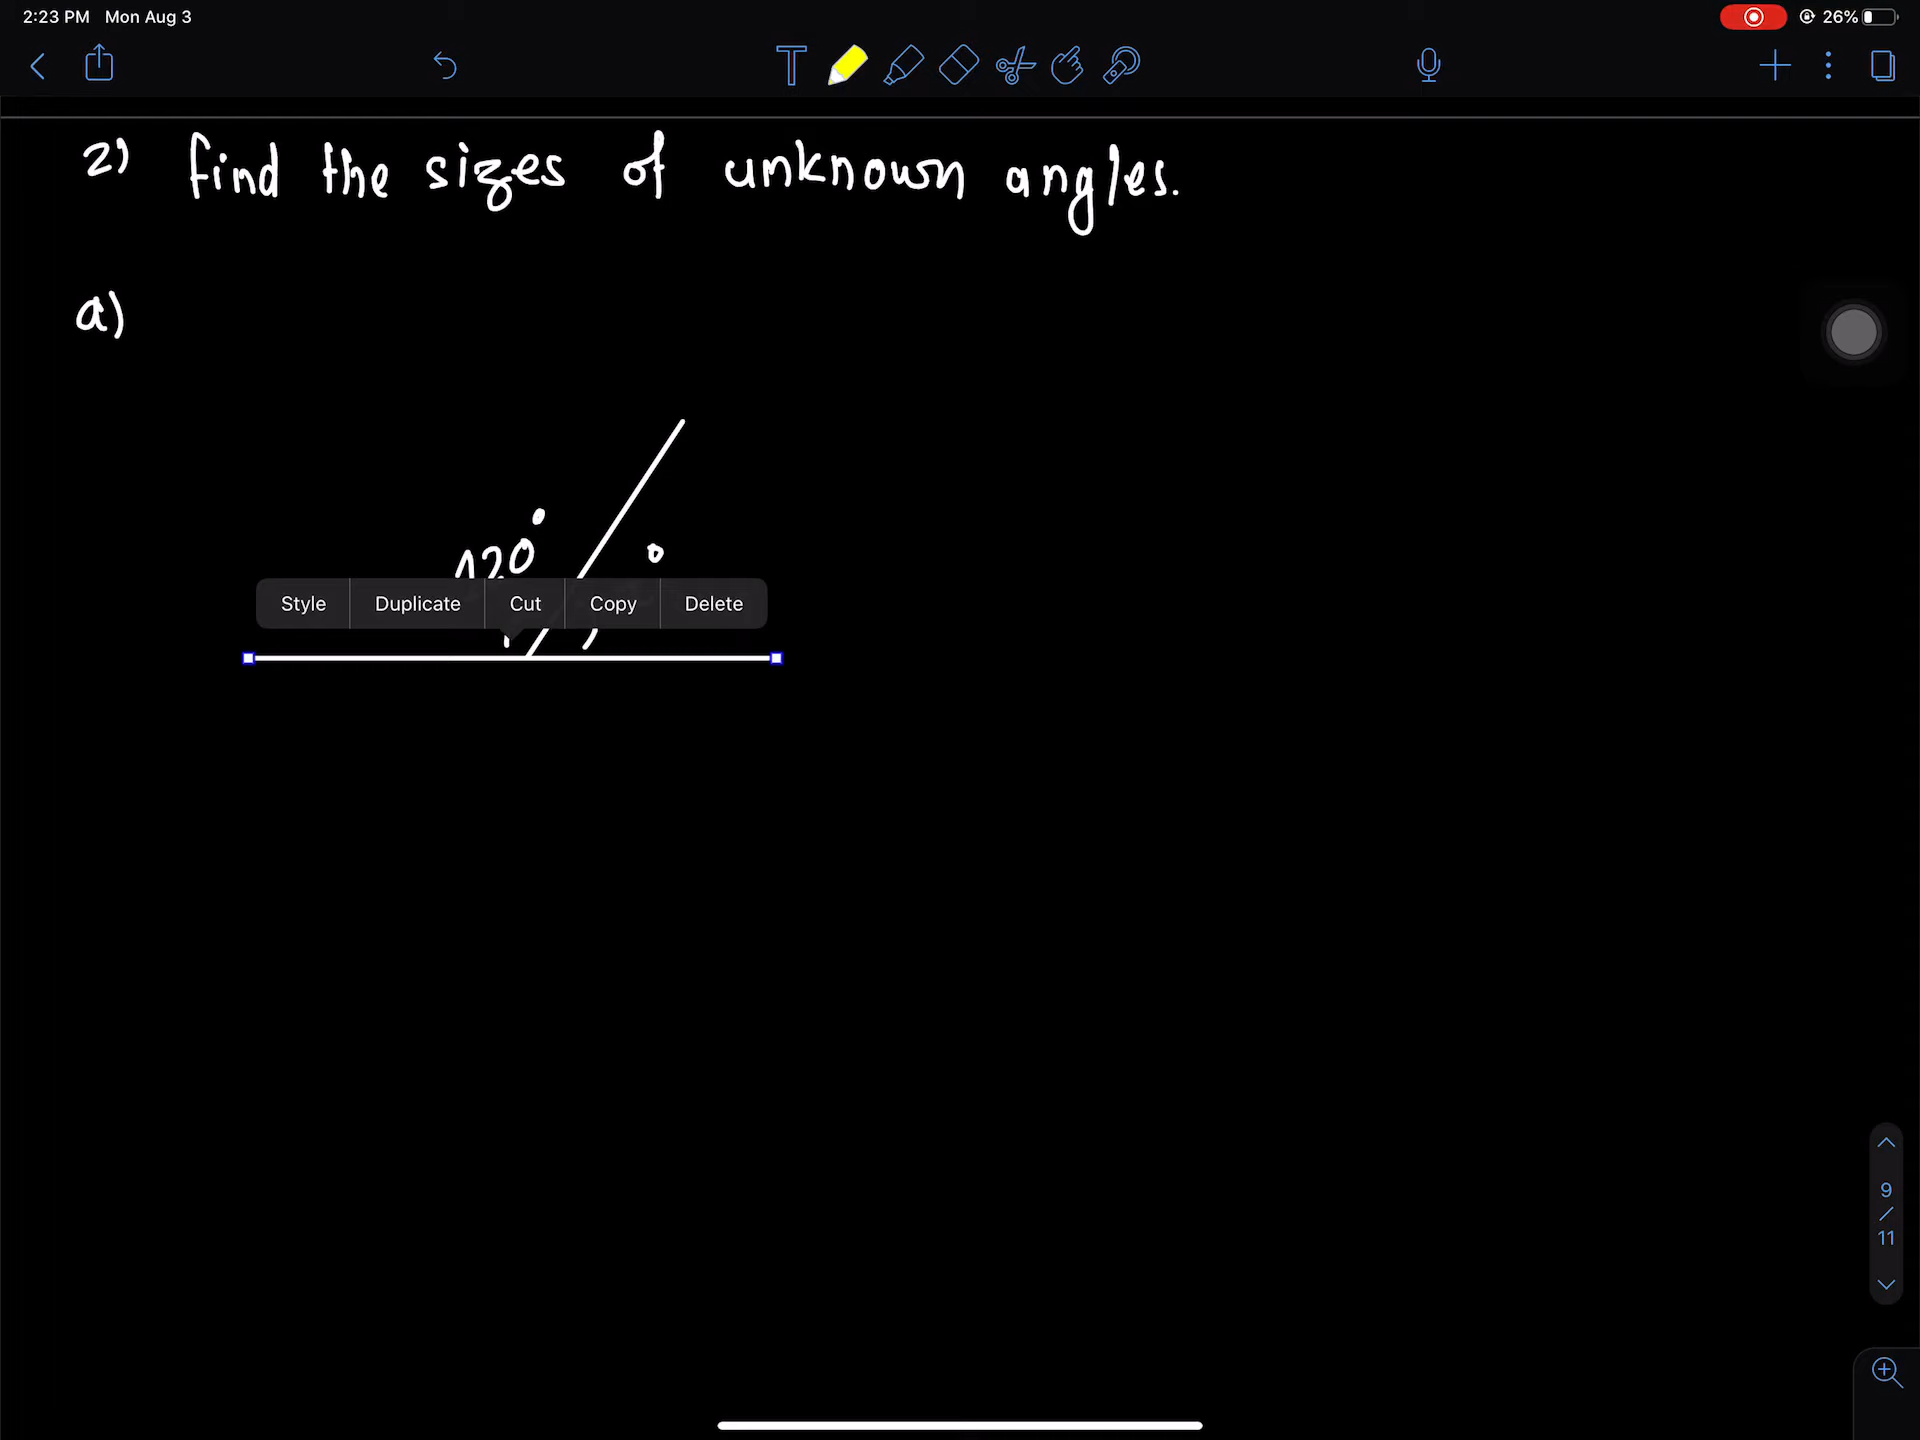 2:23 PM Mon Aug 3
26%
T
2) find the sizes of unknown angles.
a)
120°
Style Duplicate Cut Copy Delete
9
/
11